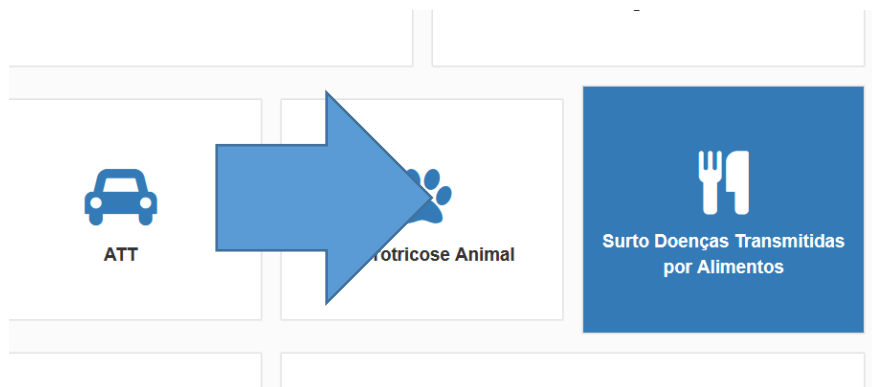 ATT
otricose Animal
Surto Doenças Transmitidas
por Alimentos